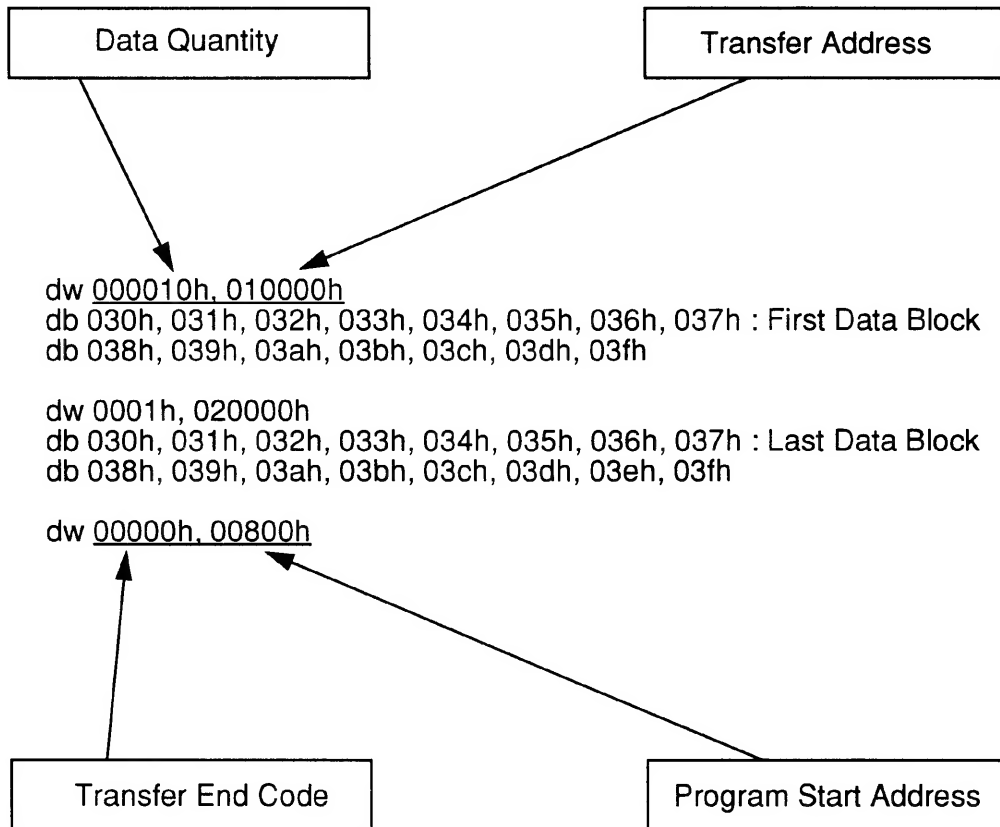 Data Quantity
Transfer Address
dw 000010h, 010000h
db 030h, 031h, 032h, 033h, 034h, 035h, 036h, 037h : First Data Block
db 038h, 039h, 03ah, 03bh, 03ch, 03dh, 03fh
dw 0001h, 020000h
db 030h, 031h, 032h, 033h, 034h, 035h, 036h, 037h : Last Data Block
db 038h, 039h, 03ah, 03bh, 03ch, 03dh, 03eh, 03fh
dw 00000h, 00800h
Transfer End Code
Program Start Address